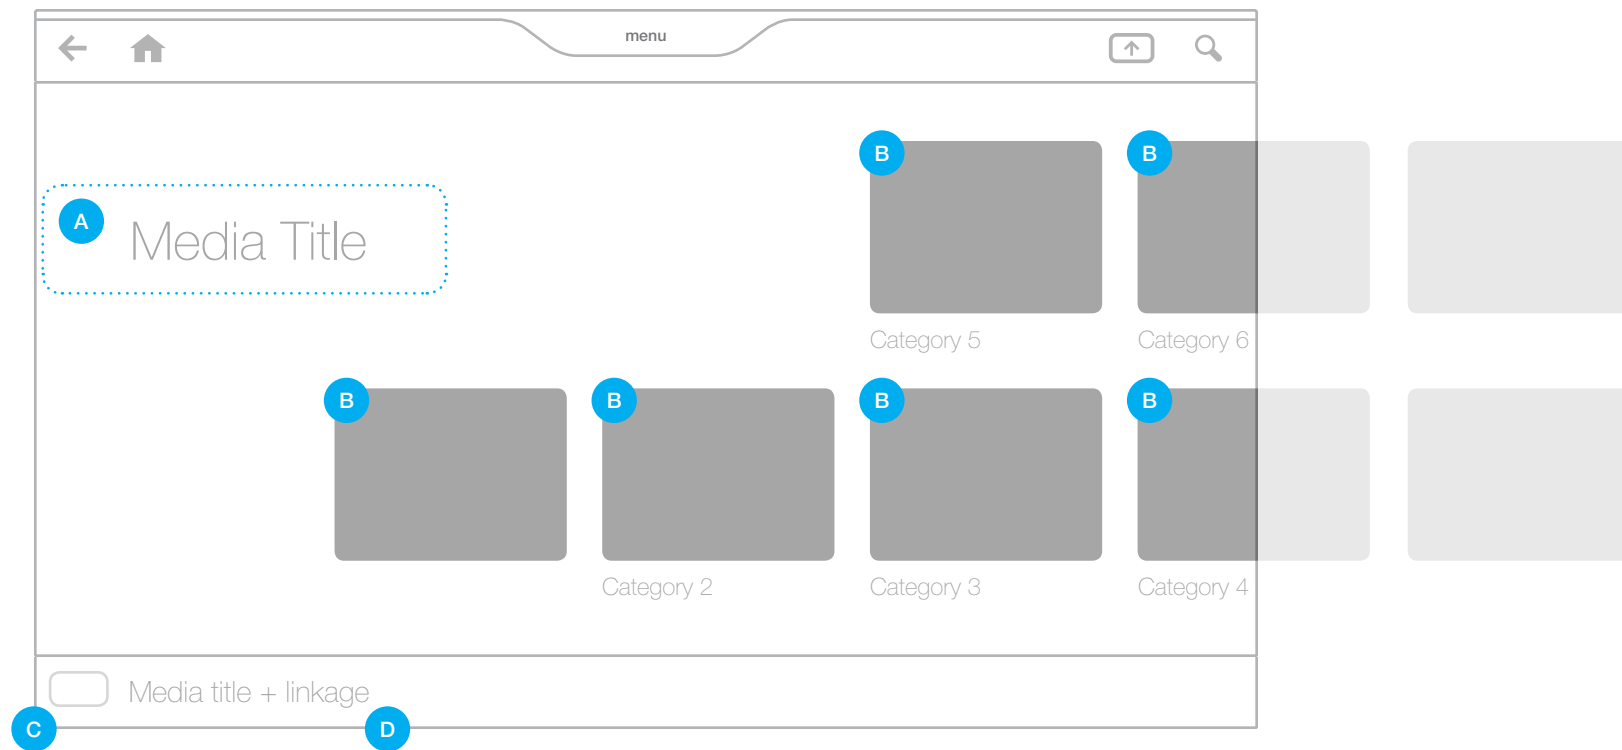 menu
B
B
A
Media Title
Category 5
Category 6
B
B
B
B
Category 2
Category 3
Category 4
Media title + linkage
C
D